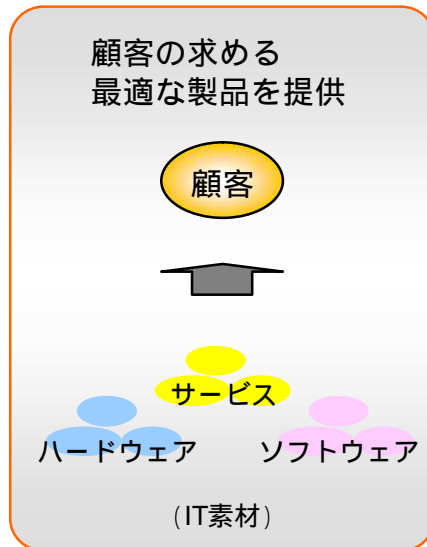 顧客の求める
最適な製品を提供
顧客
サービス
ハードウェア
ソフトウェア
(IT素材)